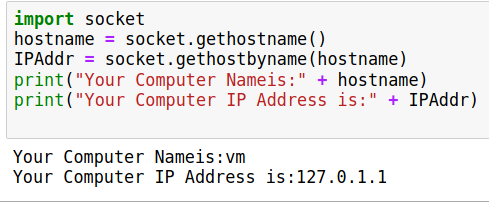 import socket
hostname = socket.gethostname()
IPAddr = socket.gethostbyname(hostname)
print("Your Computer Nameis:" + hostname)
print("Your Computer IP Address is:" + IPAddr)
Your Computer Nameis:vm
Your Computer IP Address is:127.0.1.1